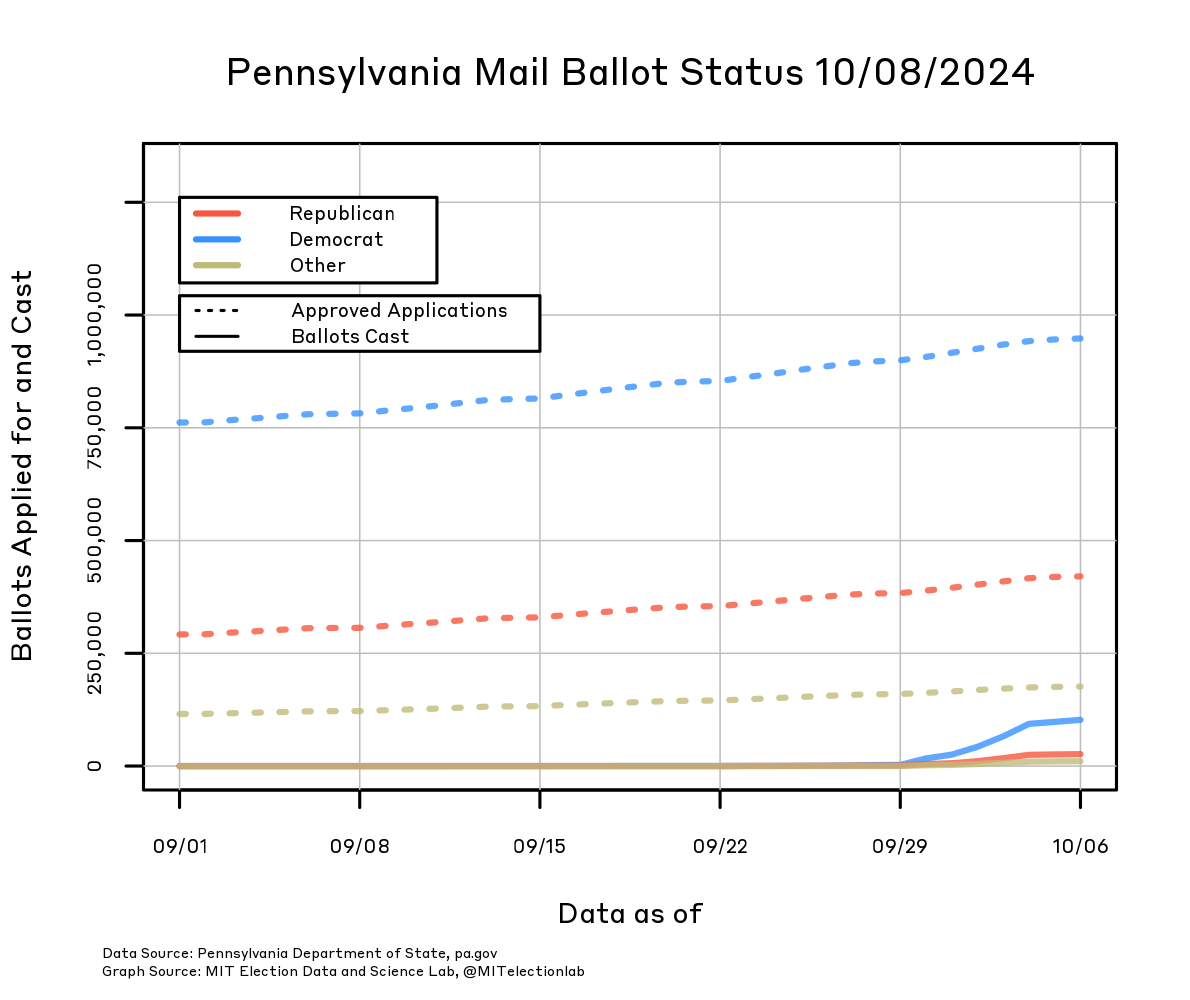 Pennsylvania Mail Ballot Status 10/08/2024
Republican
Democrat
Other
Approved Applications
Ballots Cast
Ballots Applied for and Cast
1,000,000
750,000
500,000
250,000
0
09/01
09/08
09/15
09/22
09/29
10/06
Data as of
Data Source: Pennsylvania Department of State, pa.gov
Graph Source: MIT Election Data and Science Lab, @MITelectionlab